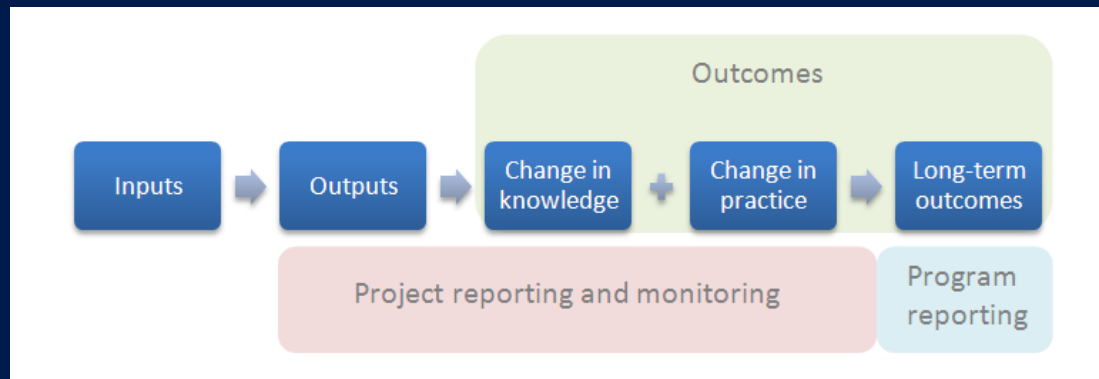 Outcomes
Inputs
Outputs
Change in
knowledge
Change in
practice
Long-term
outcomes
Project reporting and monitoring
Program
reporting